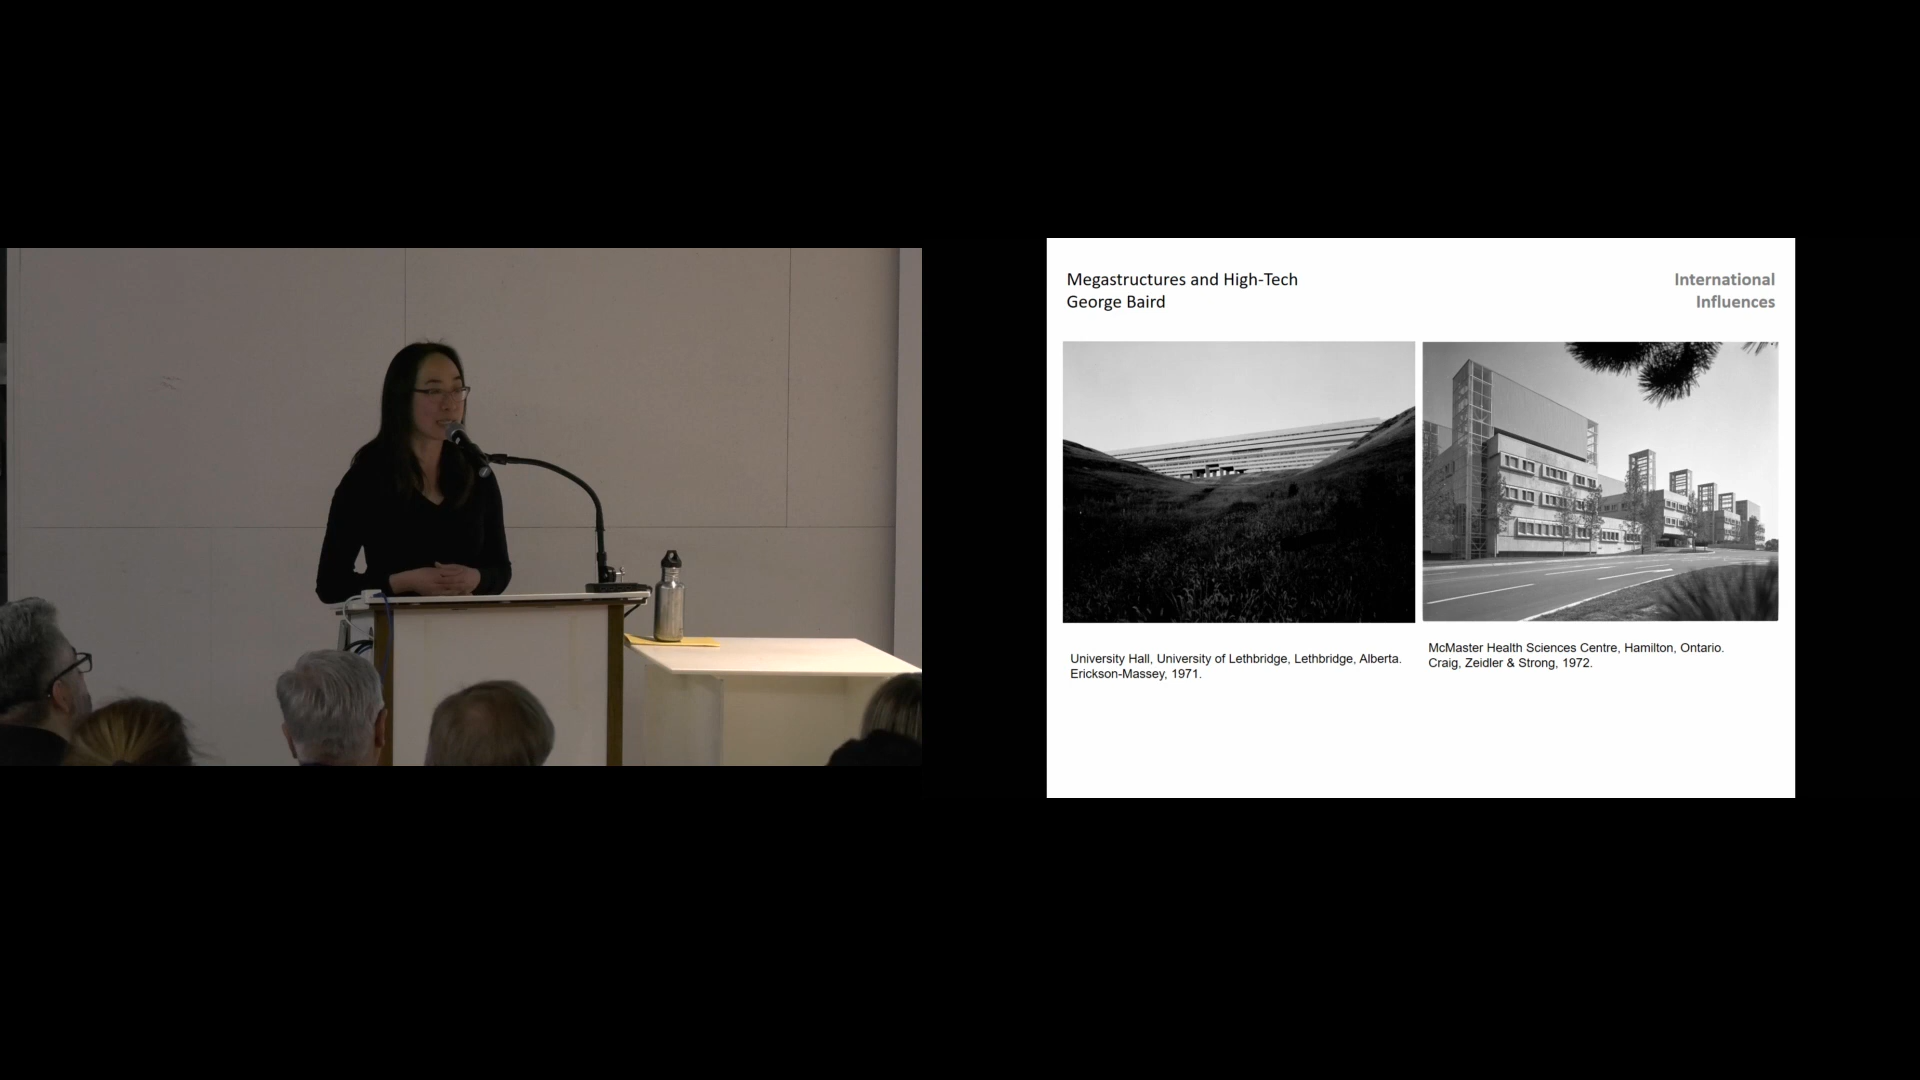 Megastructures and High-Tech
George Baird
International
Influences
University Hall, University of Lethbridge, Lethbridge, Alberta.
Erickson-Massey, 1971.
McMaster Health Sciences Centre, Hamilton, Ontario.
Craig, Zeidler & Strong, 1972.